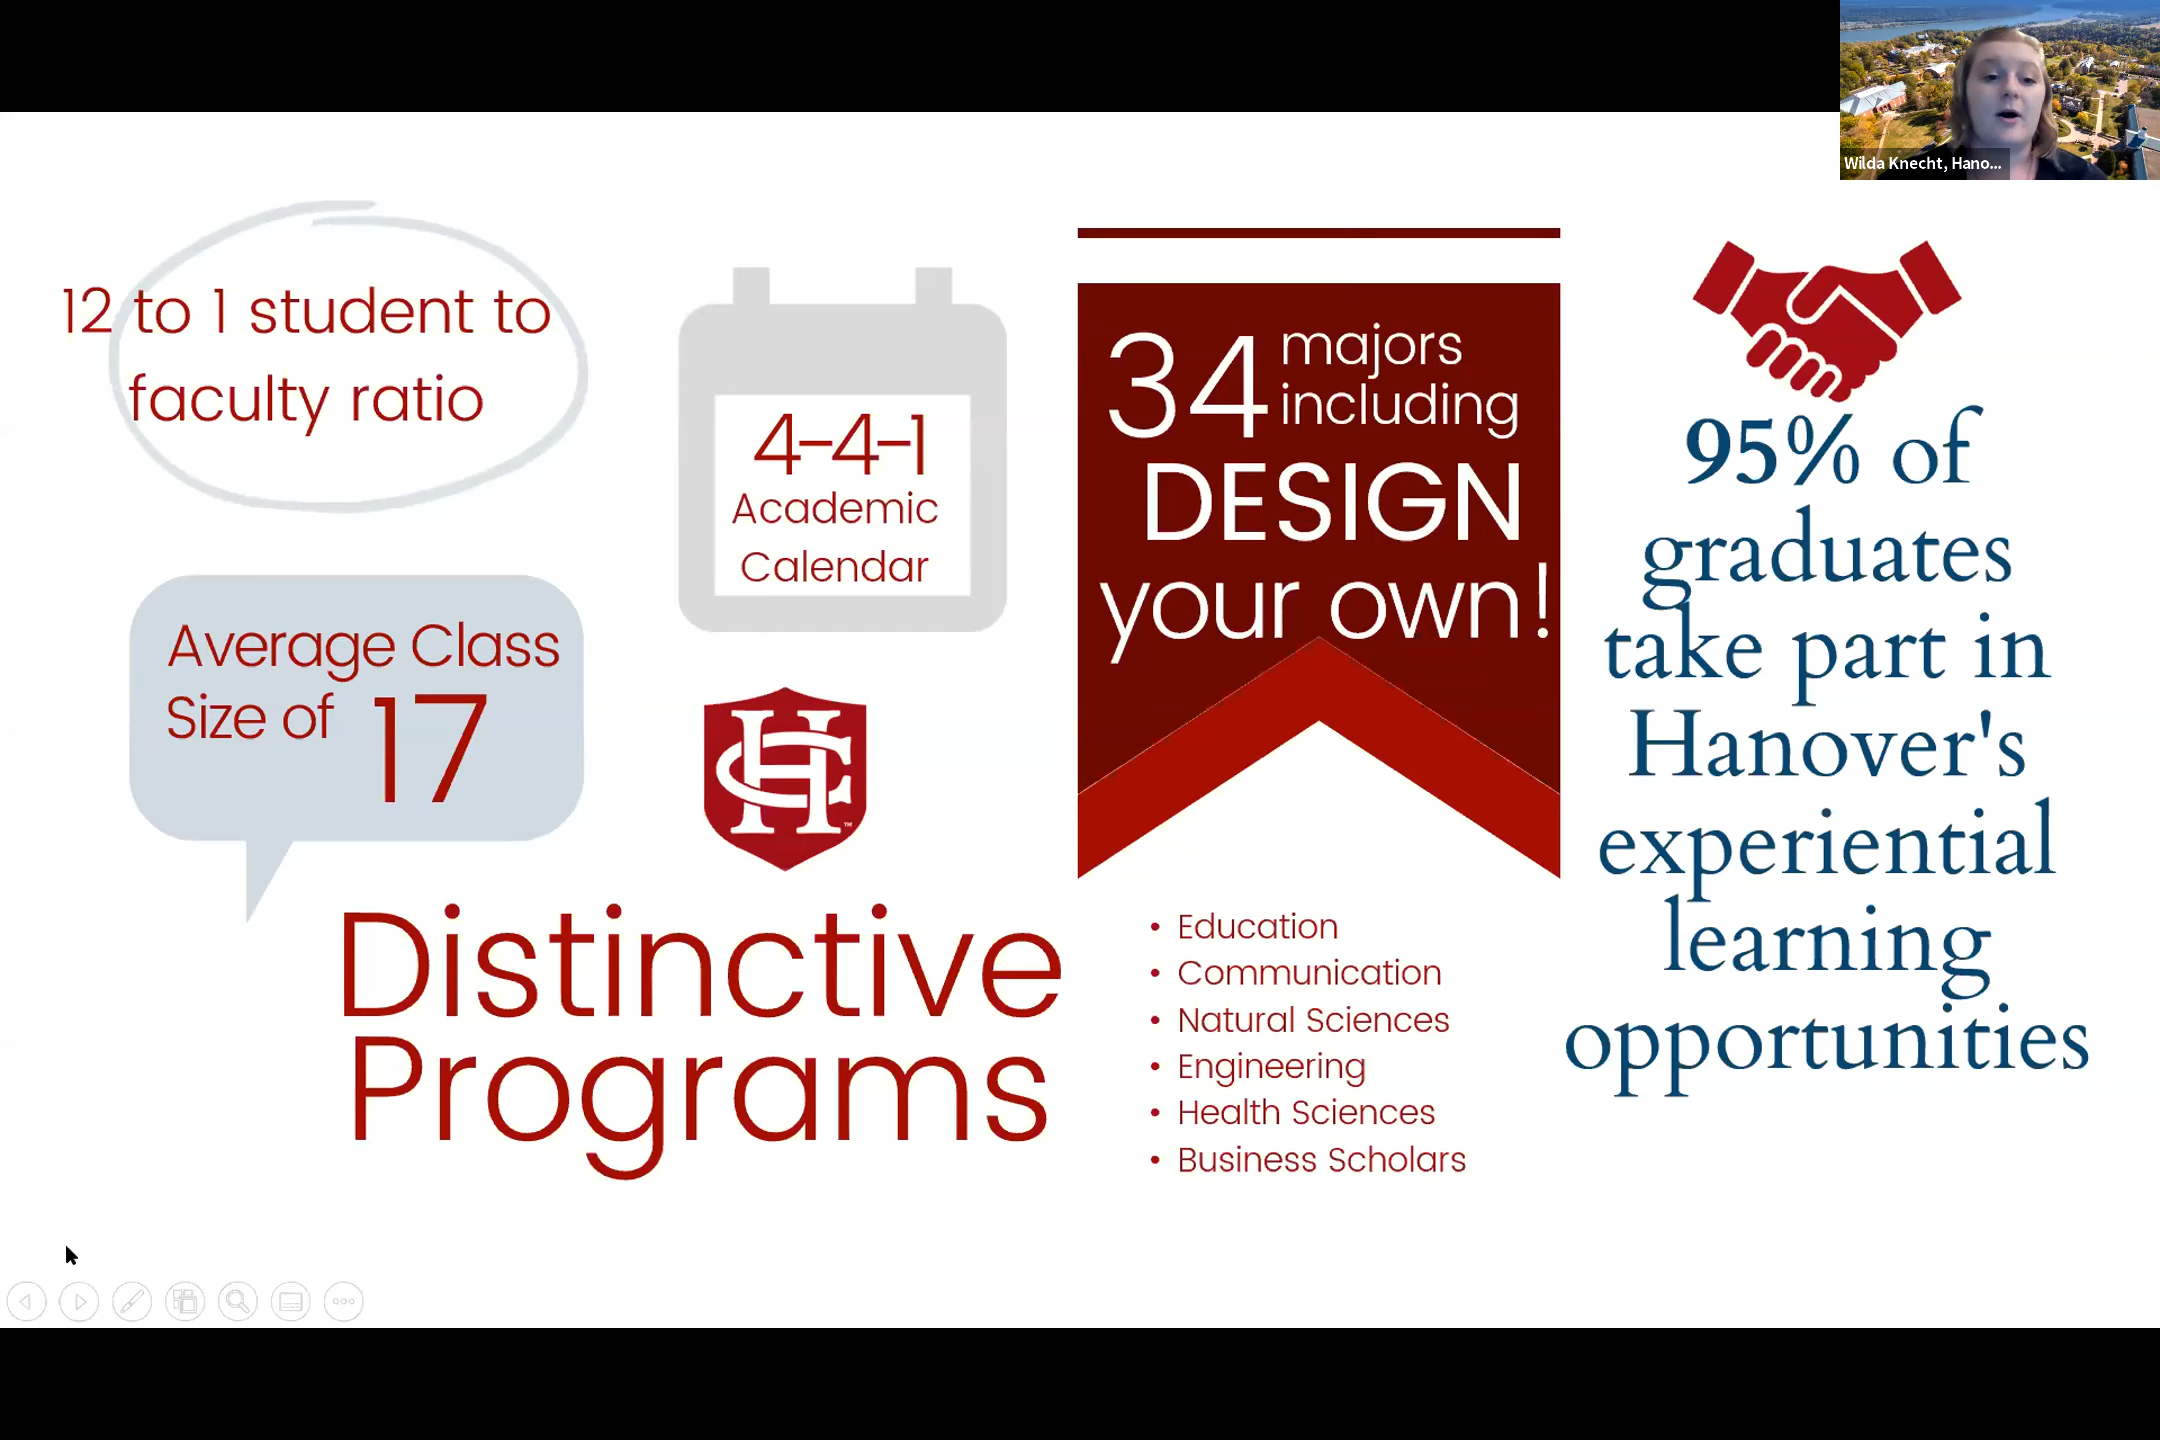 Wilda Knecht, Hano...
12 to 1 student to
faculty ratio
Average Class
Size of 17
4-4-1
Academic
Calendar
HC
TM
Distinctive
Programs
34 majors
including
DESIGN
your own!
• Education
• Communication
• Natural Sciences
• Engineering
• Health Sciences
• Business Scholars
95% of
graduates
take part in
Hanover's
experiential
learning
opportunities